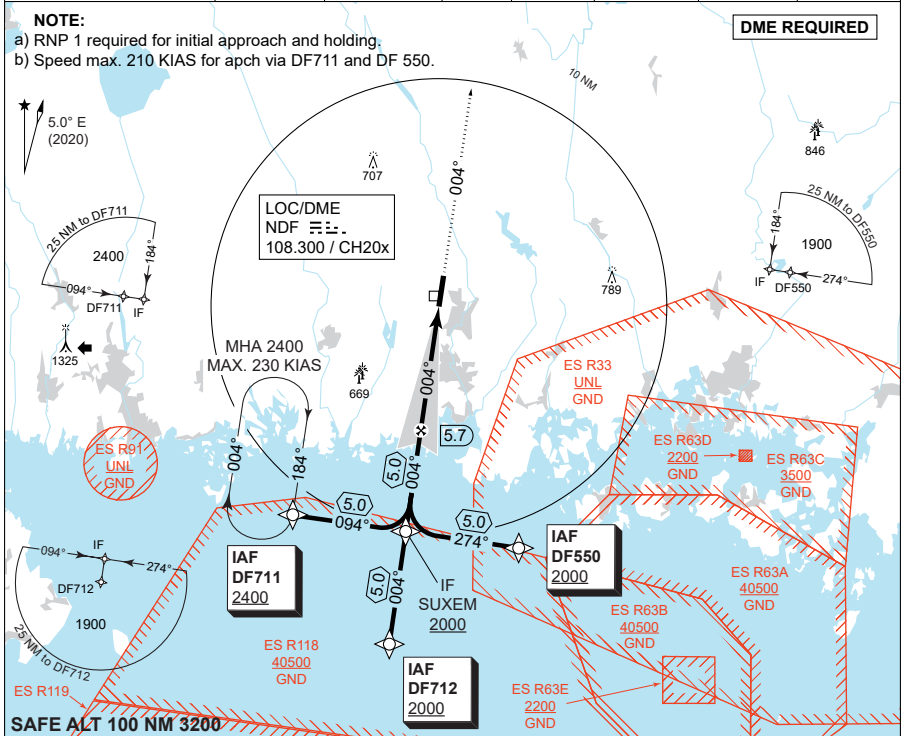 NOTE:
a) RNP 1 required for initial approach and holding.
b) Speed max. 210 KIAS for apch via DF711 and DF 550.
DME REQUIRED
10 NM
5.0° E
(2020)
846
707
004°
LOC/DME
NDF
108.300 / CH20x
25 NM to DF711
2400
184°
094°
DF711
IF
25 NM to DF550
184°
1900
IF
DF550
274°
789
1325
MHA 2400
MAX. 230 KIAS
669
004°
5.7
ES R33
UNL
GND
ES R91
UNL
GND
004°
184°
5.0
004°
ES R63D
2200
GND
ES R63C
3500
GND
5.0
094°
5.0
274°
IAF
DF711
2400
IAF
DF550
2000
094°
IF
274°
DF712
1900
25 NM to DF712
5.0
004°
IF
SUXEM
2000
ES R63A
40500
GND
ES R63B
40500
GND
ES R118
40500
GND
IAF
DF712
2000
ES R63E
2200
GND
ES R119
SAFE ALT 100 NM 3200